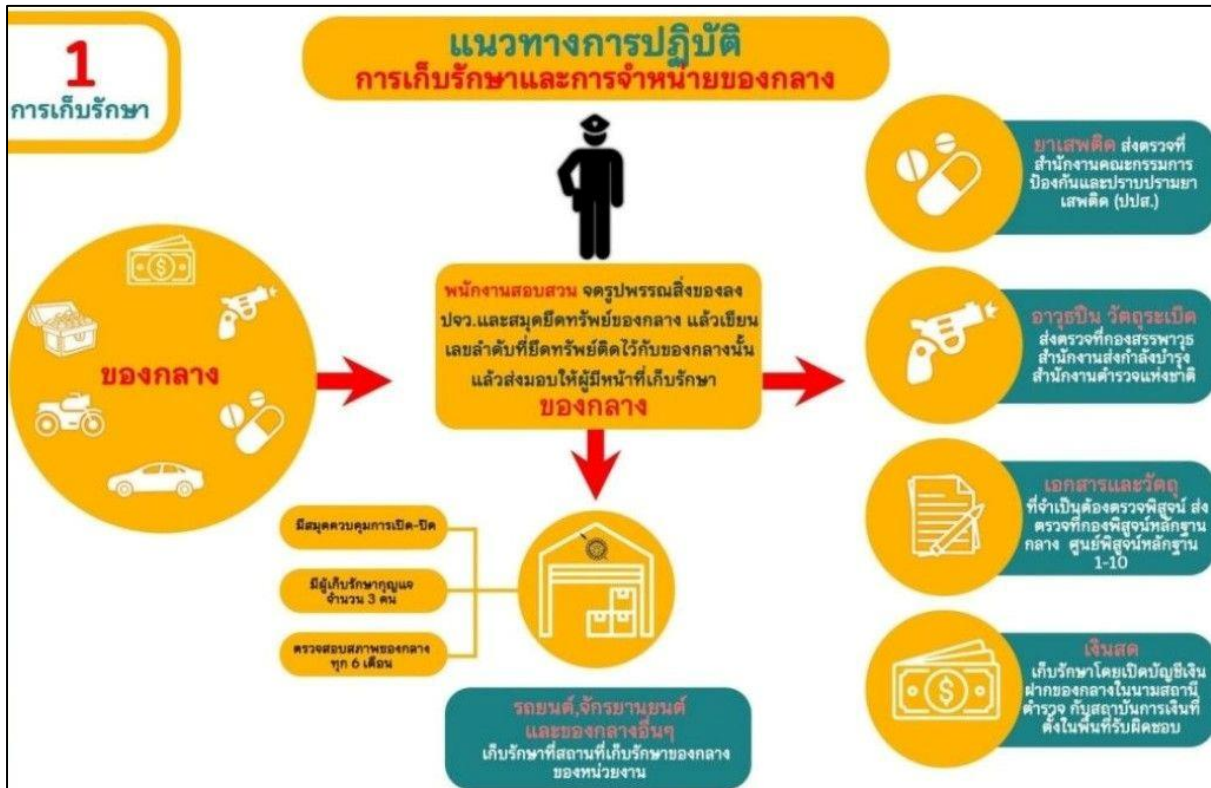 1
การเก็บรักษา
แนวทางการปฏิบัติ
การเก็บรักษาและการจำหน่ายของกลาง
ของกลาง
พนักงานสอบสวน จดรูปพรรณสิ่งของลง
ปจว.และสมุดยึดทรัพย์ของกลาง แล้วเขียน
เลขลำดับที่ยึดทรัพย์ติดไว้กับของกลางนั้น
แล้วส่งมอบให้ผู้มีหน้าที่เก็บรักษา
ของกลาง
มีสมุดควบคุมการเปิด-ปิด
มีผู้เก็บรักษากุญแจ
จำนวน 3 คน
ตรวจสอบสภาพของกลาง
ทุก 6 เดือน
รถยนต์,จักรยานยนต์
และของกลางอื่นๆ
เก็บรักษาที่สถานที่เก็บรักษาของกลาง
ของหน่วยงาน
ยาเสพติด ส่งตรวจที่
สำนักงานคณะกรรมการ
ป้องกันและปราบปรามยา
เสพติด (ปปส.)
อาวุธปืน วัตถุระเบิด
ส่งตรวจที่กองสรรพาวุธ
สำนักงานส่งกำลังบำรุง
สำนักงานตำรวจแห่งชาติ
เอกสารและวัตถุ
ที่จำเป็นต้องตรวจพิสูจน์ ส่ง
ตรวจที่กองพิสูจน์หลักฐาน
กลาง ศูนย์พิสูจน์หลักฐาน
1-10
เงินสด
เก็บรักษาโดยเปิดบัญชีเงิน
ฝากของกลางในนามสถานี
ตำรวจ กับสถาบันการเงินที่
ตั้งในพื้นที่รับผิดชอบ